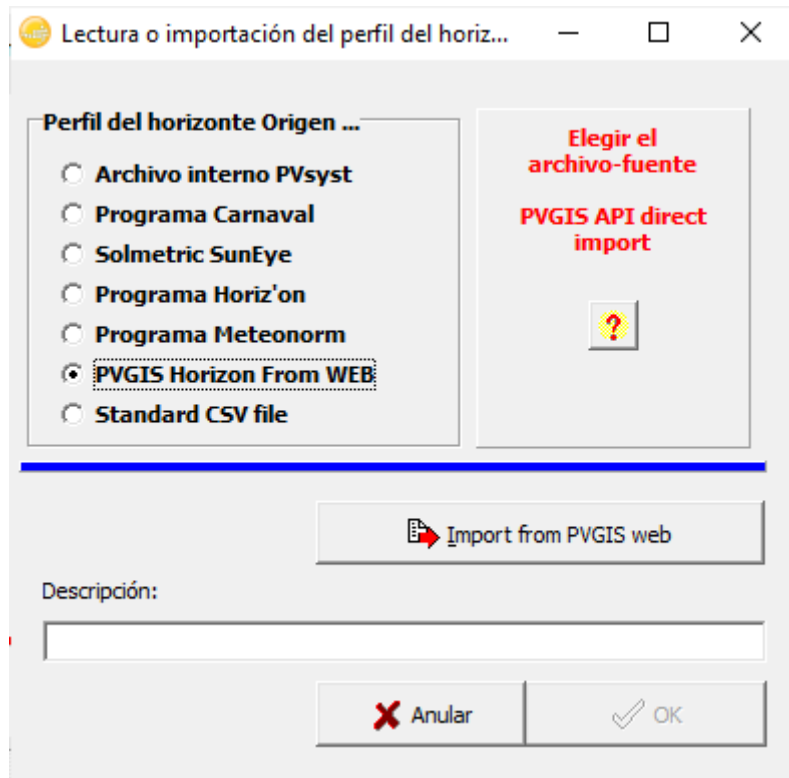 Lectura o importación del perfil del horiz...
Perfil del horizonte Origen ...
Archivo interno PVsyst
Programa Carnaval
Solmetric SunEye
Programa Horiz'on
Programa Meteonorm
PVGIS Horizon From WEB
Standard CSV file
Elegir el
archivo-fuente
PVGIS API direct
import
?
Import from PVGIS web
Descripción:
Anular
OK